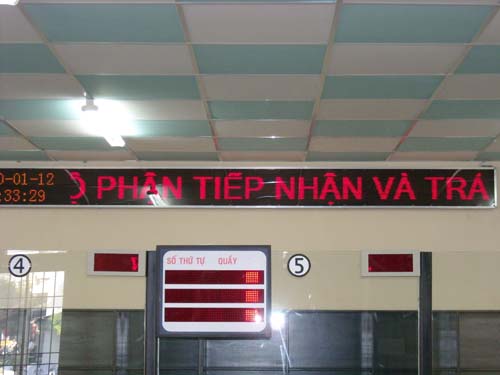 0-01-12
:33:29
Ộ PHẬN TIẾP NHẬN VÀ TRẢ
4
SỐ THỨ TỰ QUẦY
5